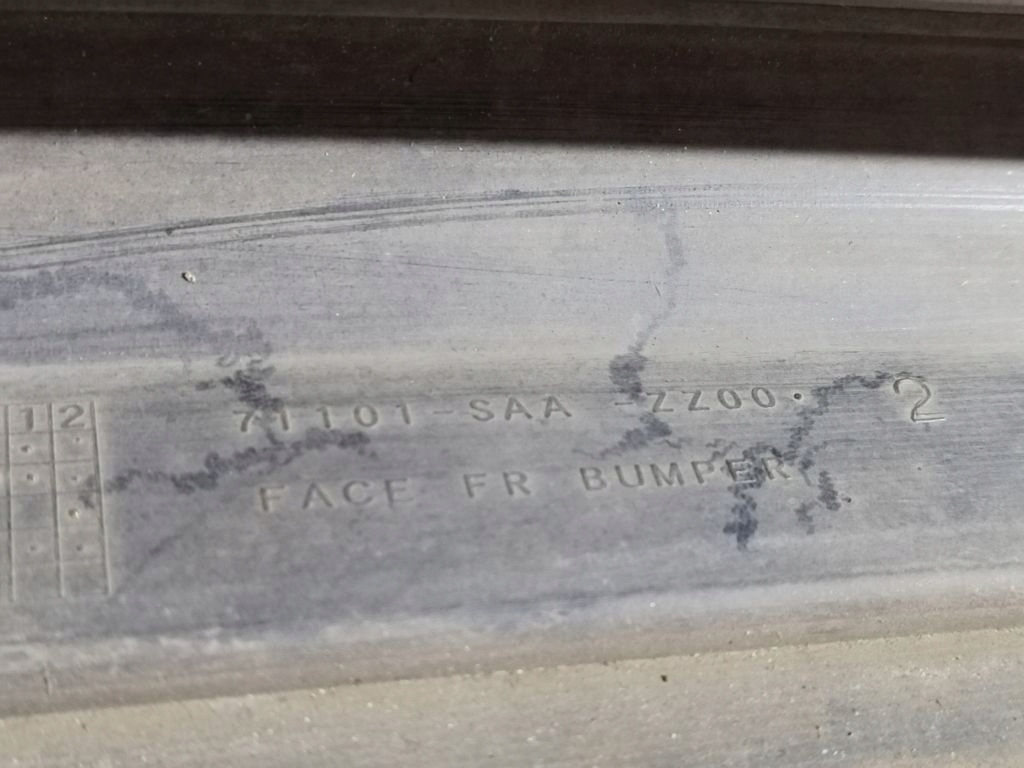 1 2
71101-SAA -ZZ00. 2
FACE FR BUMPER